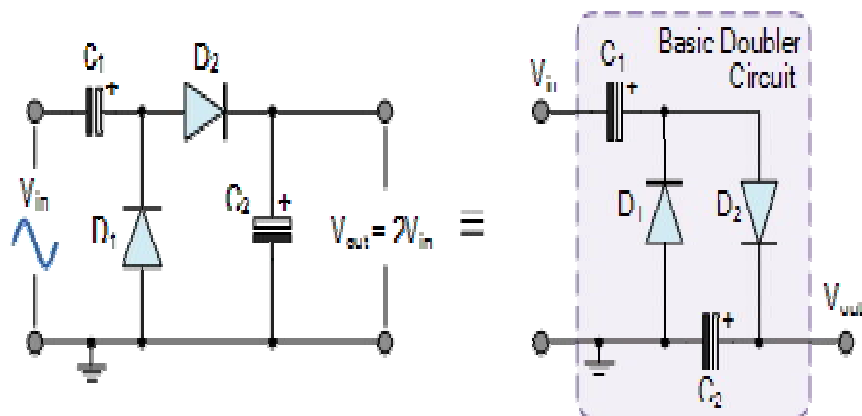 C₁
+
D₂
Vᵢₙ
D₁
C₂
+
Vₒᵤₜ = 2Vᵢₙ
≡
Basic Doubler
Circuit
Vᵢₙ
C₁
+
D₁
D₂
C₂
+
Vₒᵤₜ